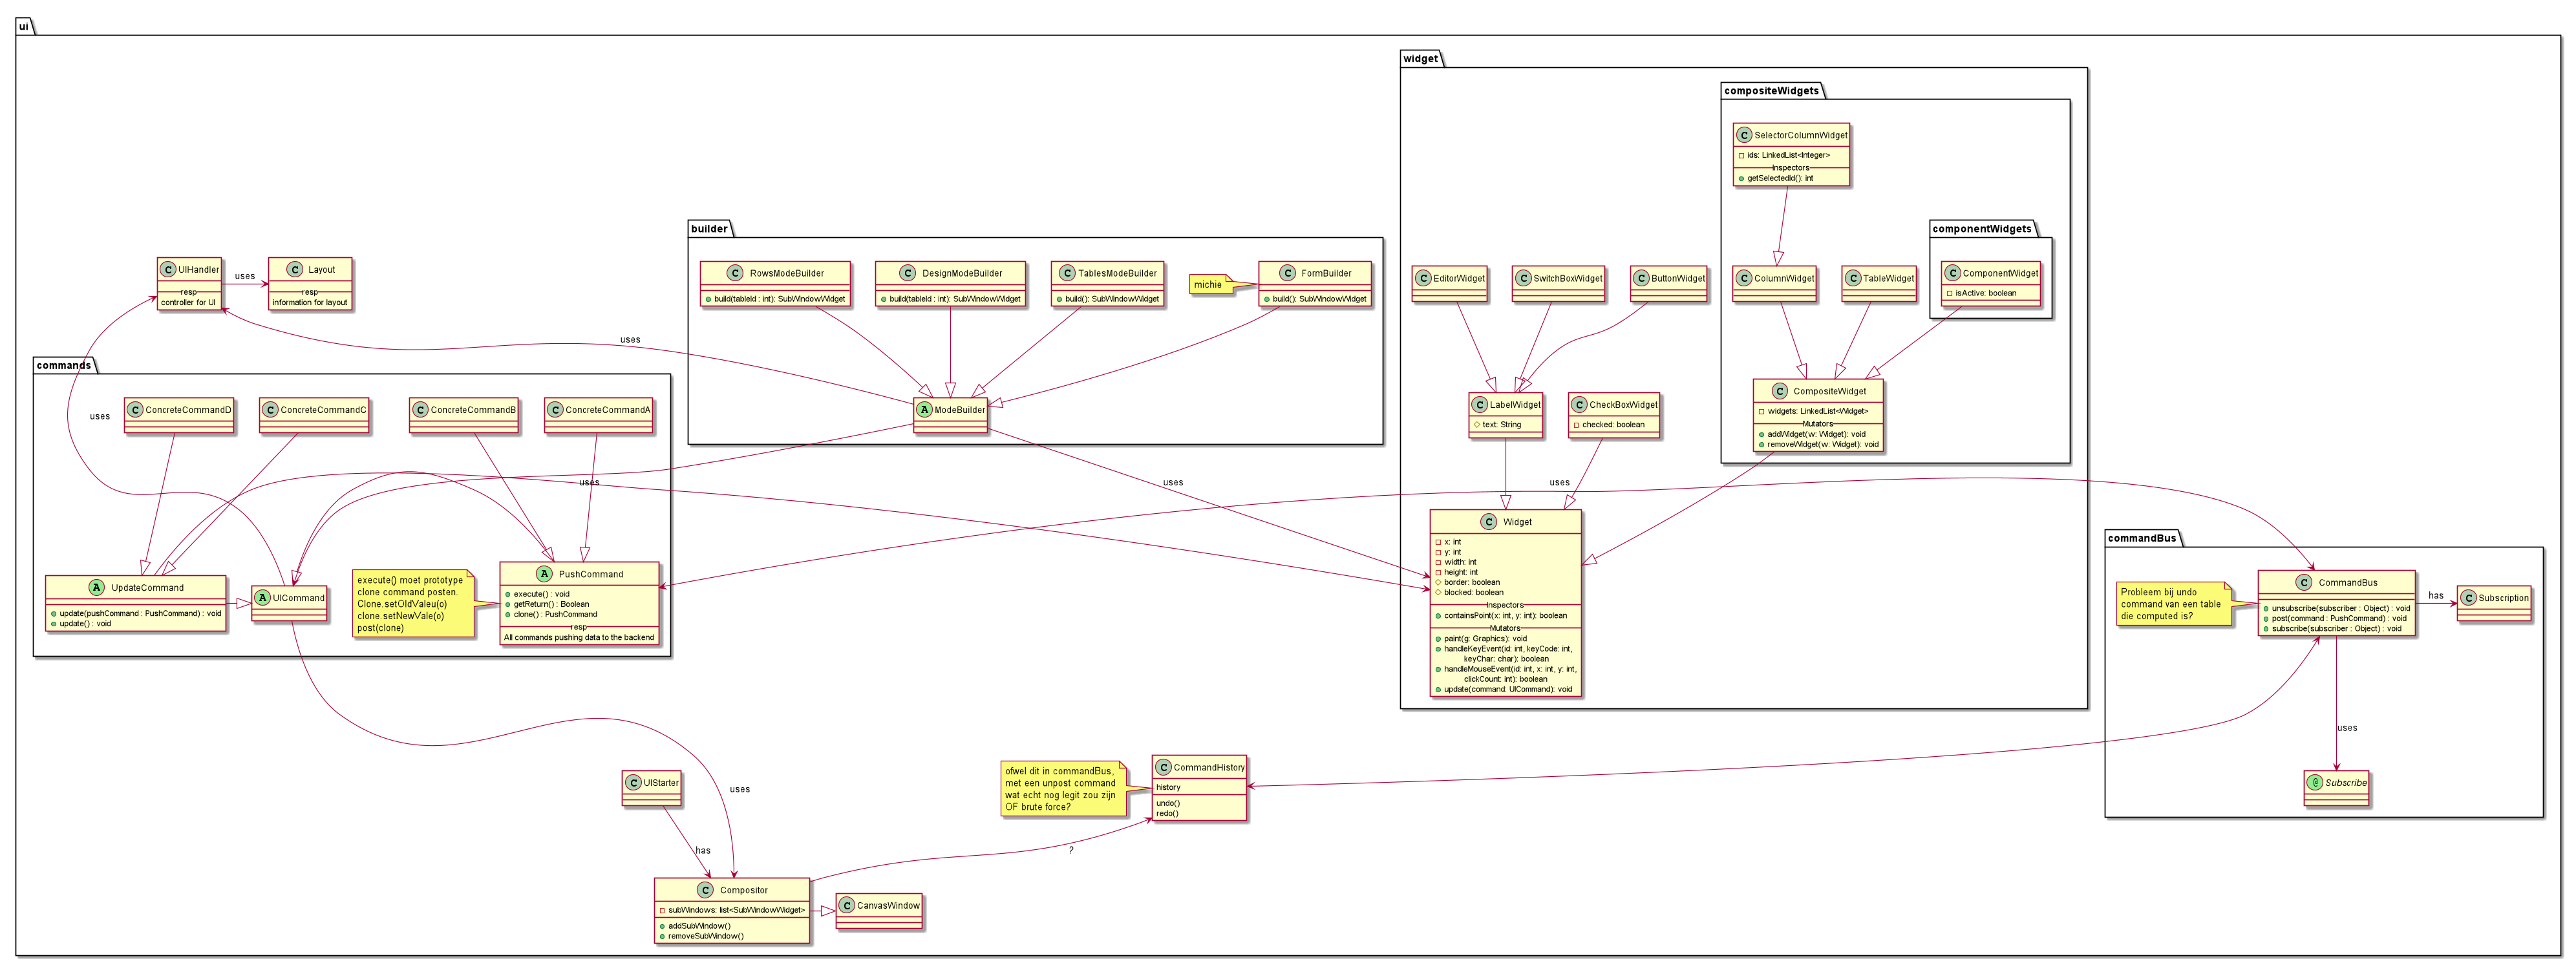 ui
widget
compositeWidgets
C SelectorColumnWidget
ids: LinkedList<Integer>
Inspectors
getSelectedId(): int
componentWidgets
C ComponentWidget
isActive: boolean
C ColumnWidget
C TableWidget
C EditorWidget
C SwitchBoxWidget
C ButtonWidget
C CompositeWidget
widgets: LinkedList<Widget>
Mutators
addWidget(w: Widget): void
removeWidget(w: Widget): void
C LabelWidget
text: String
C CheckBoxWidget
checked: boolean
C Widget
x: int
y: int
width: int
height: int
border: boolean
blocked: boolean
Inspectors
containsPoint(x: int, y: int): boolean
Mutators
paint(g: Graphics): void
handleKeyEvent(id: int, keyCode: int,
keyChar: char): boolean
handleMouseEvent(id: int, x: int, y: int,
clickCount: int): boolean
update(command: UICommand): void
builder
C RowsModeBuilder
build(tableId : int): SubWindowWidget
C DesignModeBuilder
build(tableId : int): SubWindowWidget
C TablesModeBuilder
build(): SubWindowWidget
michie
C FormBuilder
build(): SubWindowWidget
A ModeBuilder
C UIHandler
resp
controller for UI
uses
C Layout
resp
information for layout
uses
uses
uses
uses
uses
commands
C ConcreteCommandD
C ConcreteCommandC
C ConcreteCommandB
C ConcreteCommandA
A UpdateCommand
update(pushCommand : PushCommand) : void
update() : void
A UICommand
execute() moet prototype
clone command posten.
Clone.setOldValeu(o)
clone.setNewVale(o)
post(clone)
A PushCommand
execute() : void
getReturn() : Boolean
clone() : PushCommand
resp
All commands pushing data to the backend
commandBus
Probleem bij undo
command van een table
die computed is?
C CommandBus
unsubscribe(subscriber : Object) : void
post(command : PushCommand) : void
subscribe(subscriber : Object) : void
has
C Subscription
uses
@ Subscribe
uses
C UIStarter
has
ofwel dit in commandBus,
met een unpost command
wat echt nog legit zou zijn
OF brute force?
C CommandHistory
history
undo()
redo()
?
C Compositor
subWindows: list<SubWindowWidget>
addSubWindow()
removeSubWindow()
C CanvasWindow